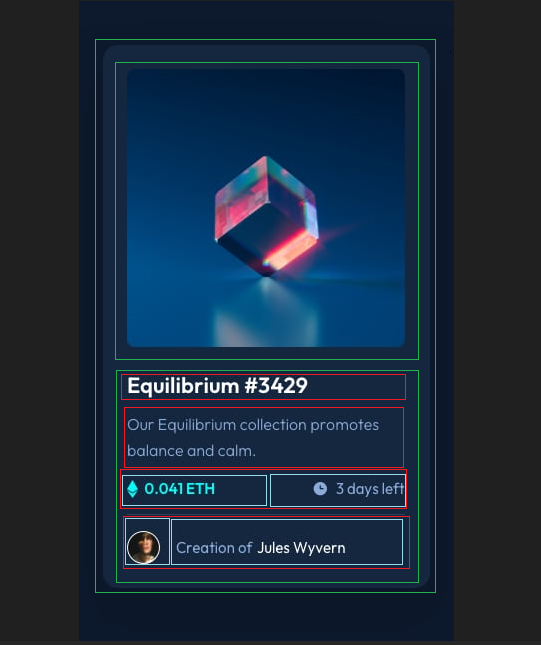 Equilibrium #3429
Our Equilibrium collection promotes
balance and calm.
0.041 ETH 3 days left
Creation of Jules Wyvern